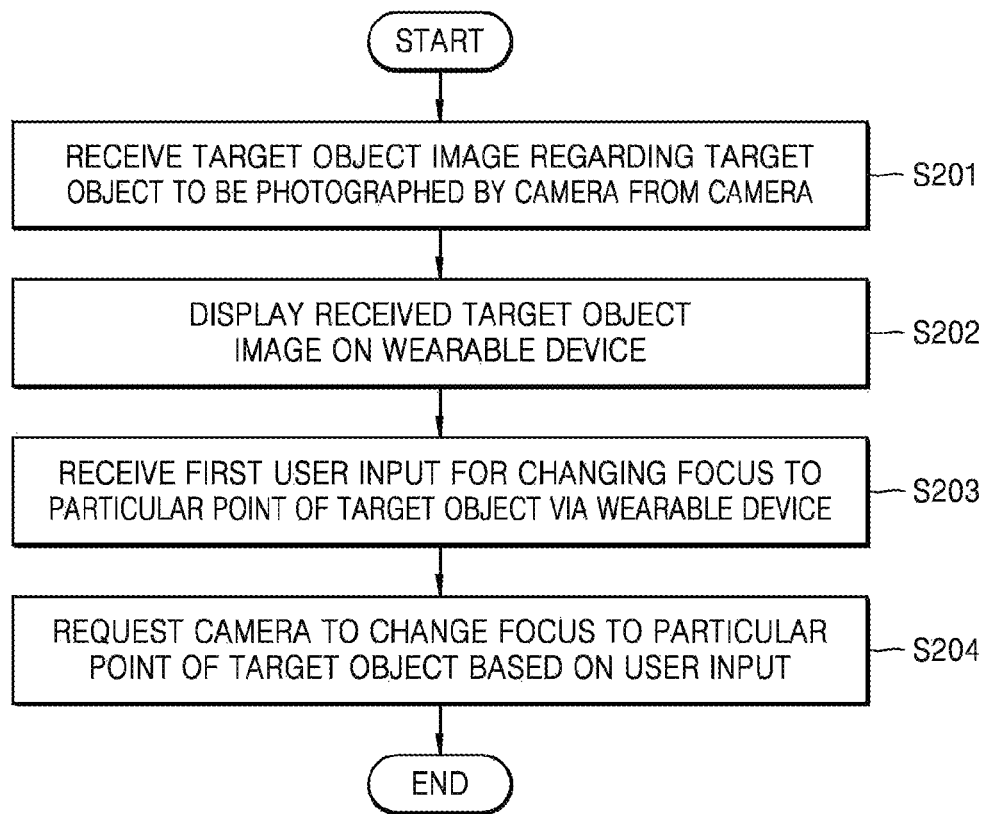 START
RECEIVE TARGET OBJECT IMAGE REGARDING TARGET
OBJECT TO BE PHOTOGRAPHED BY CAMERA FROM CAMERA
S201
DISPLAY RECEIVED TARGET OBJECT
IMAGE ON WEARABLE DEVICE
S202
RECEIVE FIRST USER INPUT FOR CHANGING FOCUS TO
PARTICULAR POINT OF TARGET OBJECT VIA WEARABLE DEVICE
S203
REQUEST CAMERA TO CHANGE FOCUS TO PARTICULAR
POINT OF TARGET OBJECT BASED ON USER INPUT
S204
END